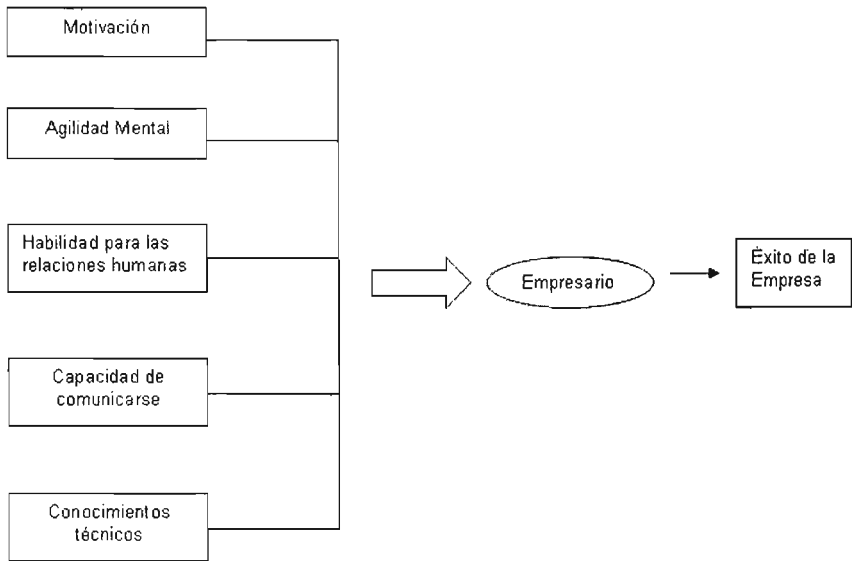 Motivación
Agilidad Mental
Habilidad para las
relaciones humanas
Capacidad de
comunicarse
Conocimientos
técnicos
Empresario
Éxito de la
Empresa